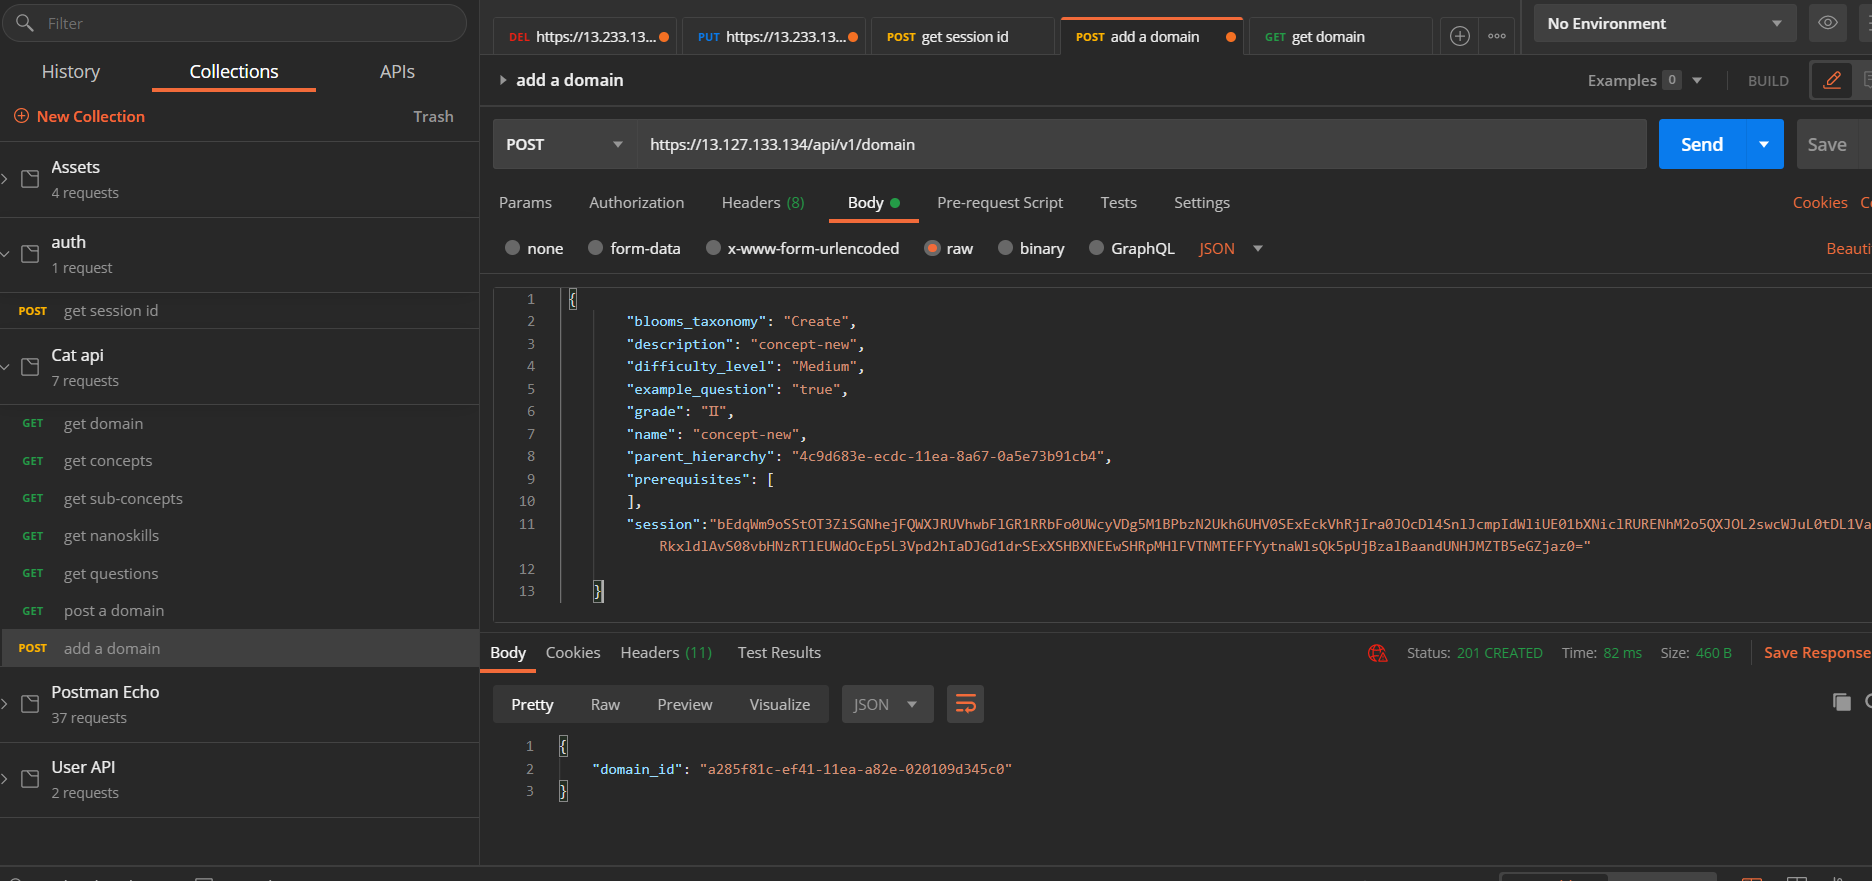 Filter
History
Collections
APIs
New Collection
Trash
Assets
4 requests
auth
1 request
POST get session id
Cat api
7 requests
GET get domain
GET get concepts
GET get sub-concepts
GET get nanoskills
GET get questions
GET post a domain
POST add a domain
Postman Echo
37 requests
User API
2 requests
DEL https://13.233.13...
PUT https://13.233.13...
POST get session id
POST add a domain
GET get domain
No Environment
add a domain
Examples 0
BUILD
POST
https://13.127.133.134/api/v1/domain
Send
Save
Params
Authorization
Headers (8)
Body
Pre-request Script
Tests
Settings
Cookies
none
form-data
x-www-form-urlencoded
raw
binary
GraphQL
JSON
Beauti
1 {
2 "blooms_taxonomy": "Create",
3 "description": "concept-new",
4 "difficulty_level": "Medium",
5 "example_question": "true",
6 "grade": "II",
7 "name": "concept-new",
8 "parent_hierarchy": "4c9d683e-ecdc-11ea-8a67-0a5e73b91cb4",
9 "prerequisites": [
10 ],
11 "session":
12
13 }
Body
Cookies
Headers (11)
Test Results
Status: 201 CREATED
Time: 82 ms
Size: 460 B
Save Response
Pretty
Raw
Preview
Visualize
JSON
1 {
2 "domain_id": "a285f81c-ef41-11ea-a82e-020109d345c0"
3 }